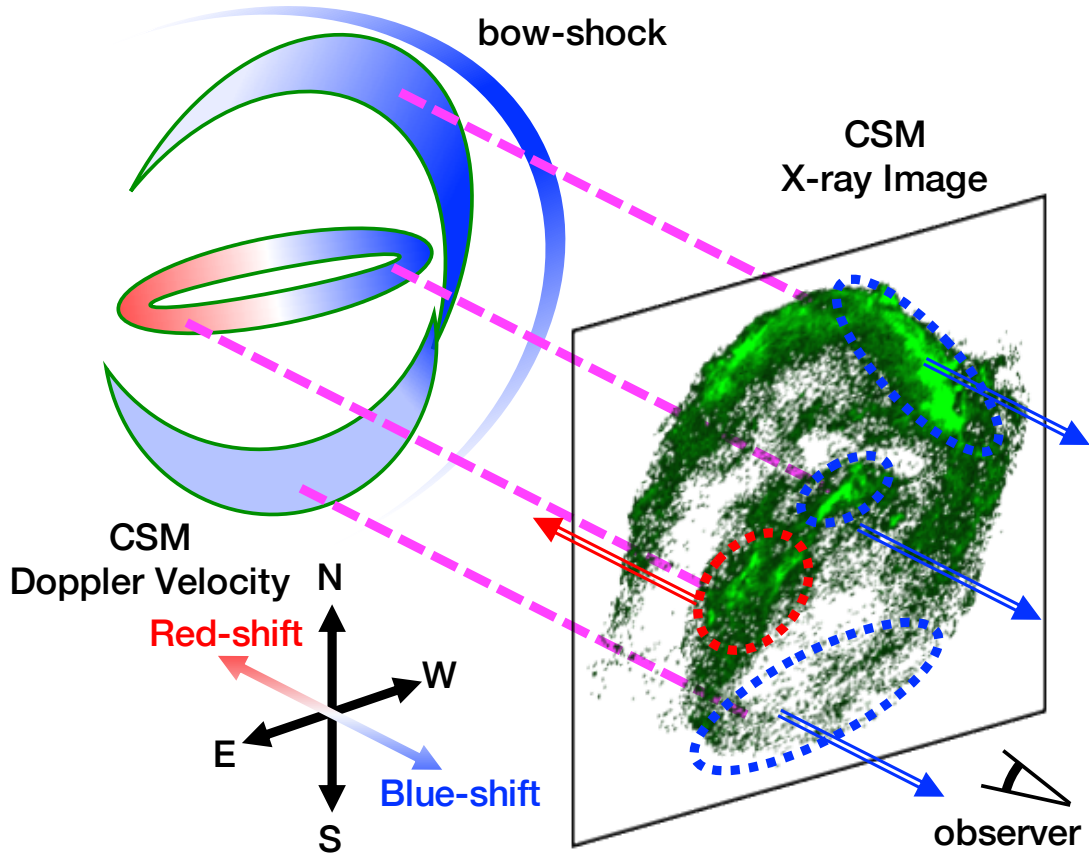 bow-shock
CSM
X-ray Image
CSM
Doppler Velocity
N
Red-shift
W
E
Blue-shift
S
observer